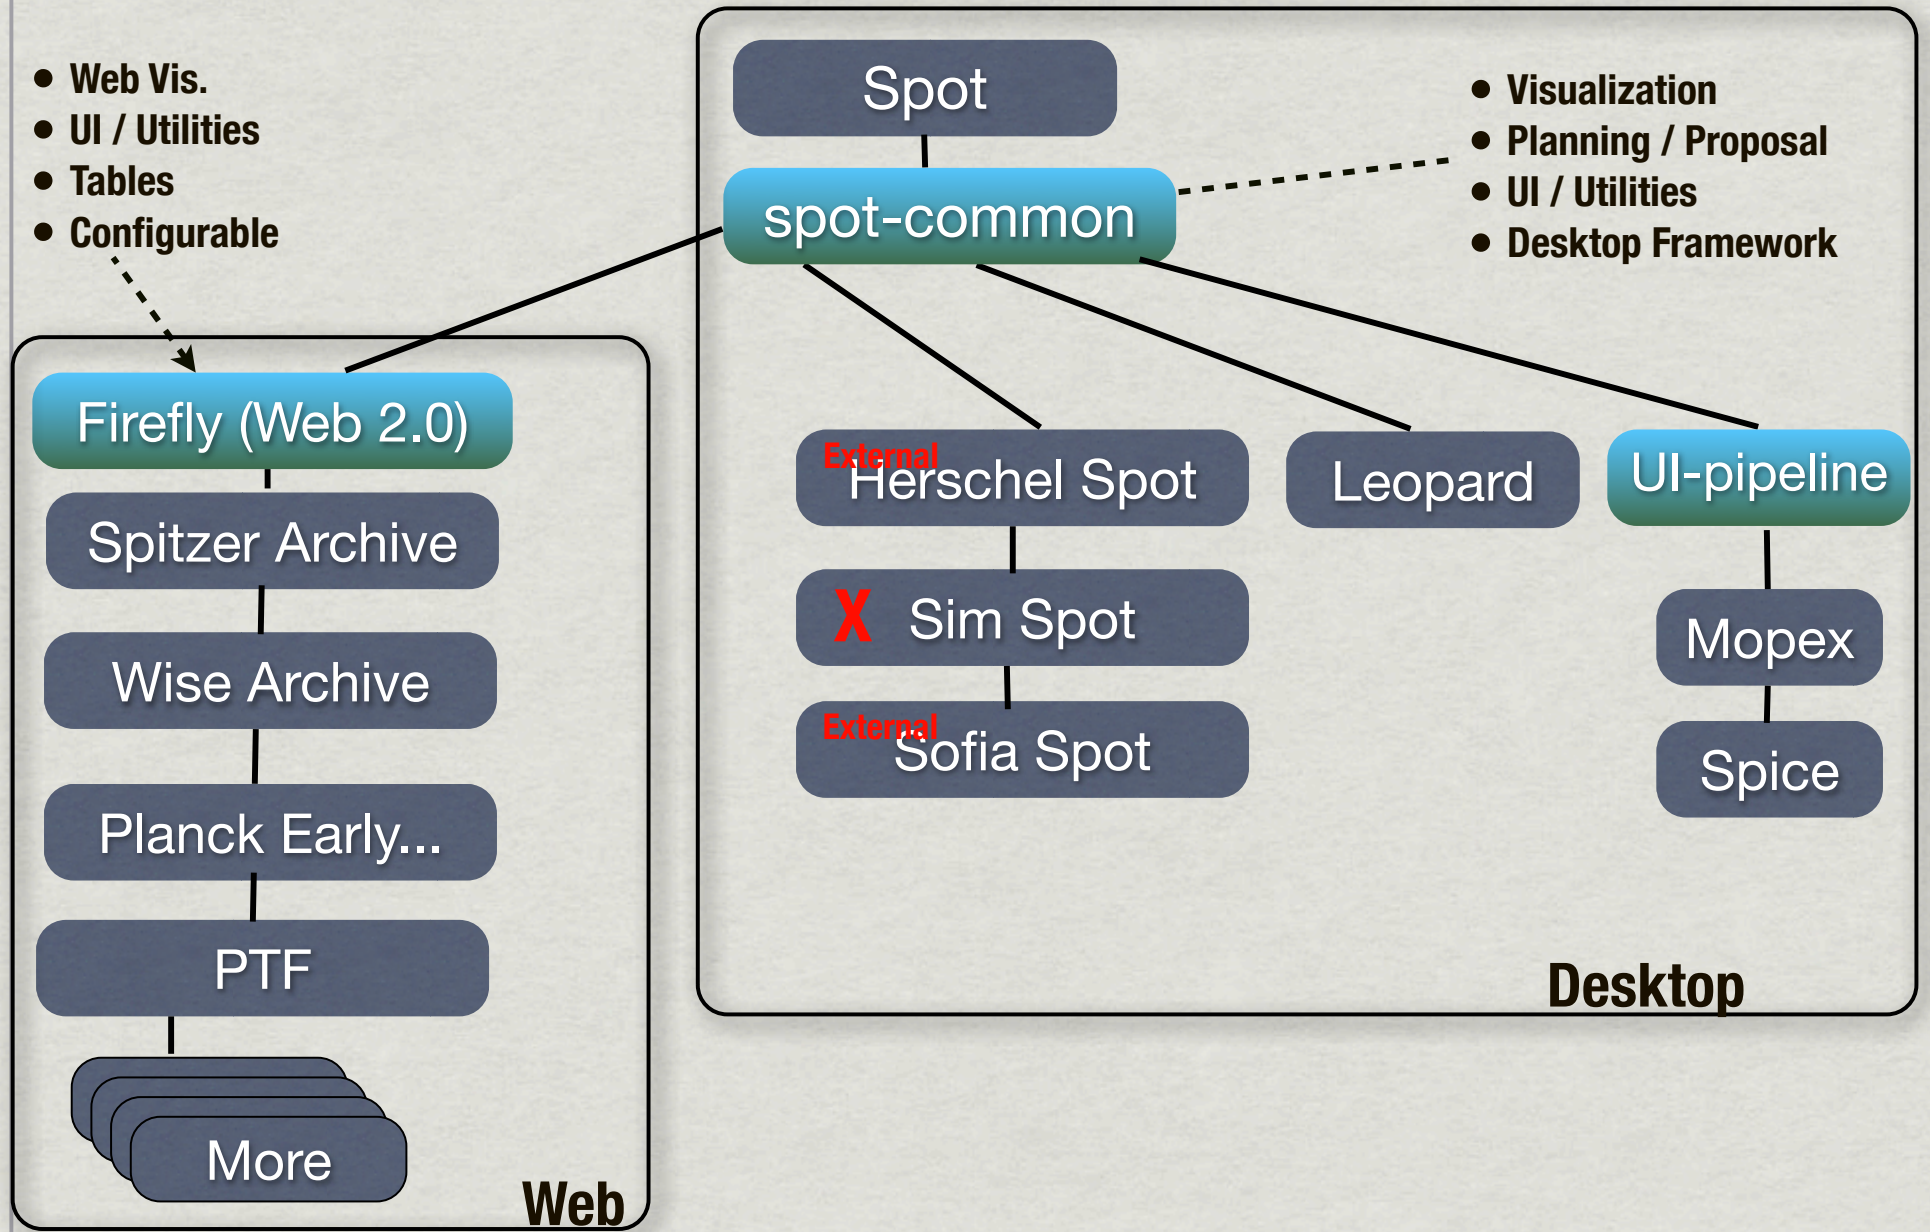 • Web Vis.
• UI / Utilities
• Tables
• Configurable
Spot
spot-common
• Visualization
• Planning / Proposal
• UI / Utilities
• Desktop Framework
Firefly (Web 2.0)
Spitzer Archive
Wise Archive
Planck Early...
PTF
More
Web
External
Herschel Spot
X Sim Spot
External
Sofia Spot
Leopard
UI-pipeline
Mopex
Spice
Desktop